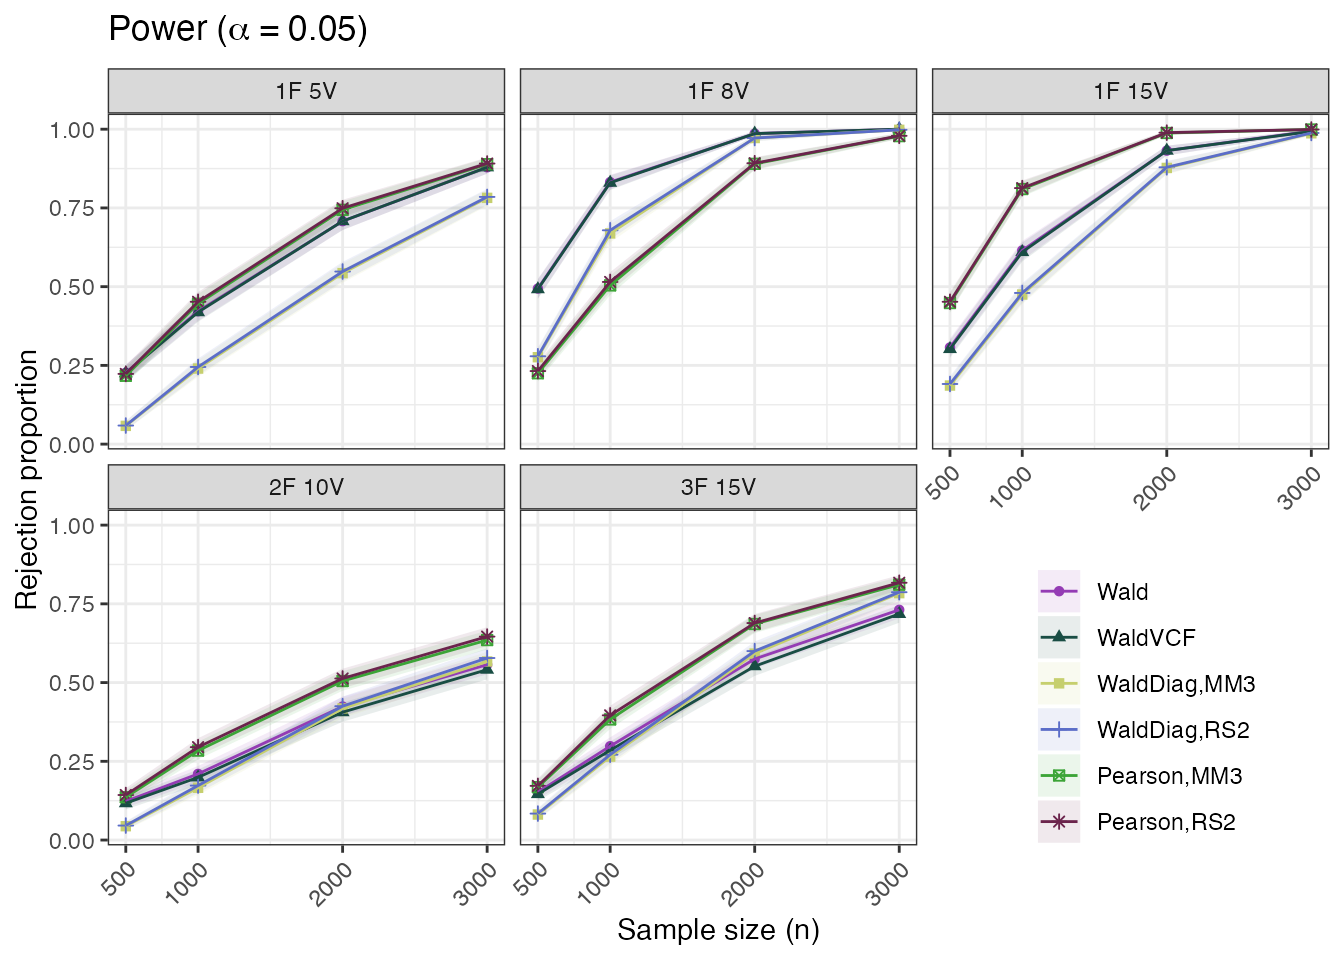 Power (α = 0.05)
1F 5V
1F 8V
1F 15V
1.00
0.75
0.50
0.25
0.00
500
1000
2000
3000
2F 10V
3F 15V
1.00
0.75
0.50
0.25
0.00
500
1000
2000
3000
500
1000
2000
3000
Rejection proportion
Sample size (n)
Wald
WaldVCF
WaldDiag,MM3
WaldDiag,RS2
Pearson,MM3
Pearson,RS2